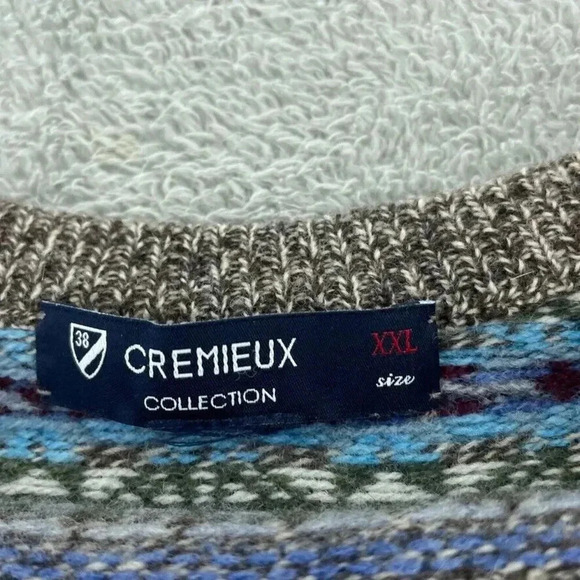 38
CREMIEUX
COLLECTION
XXL
size